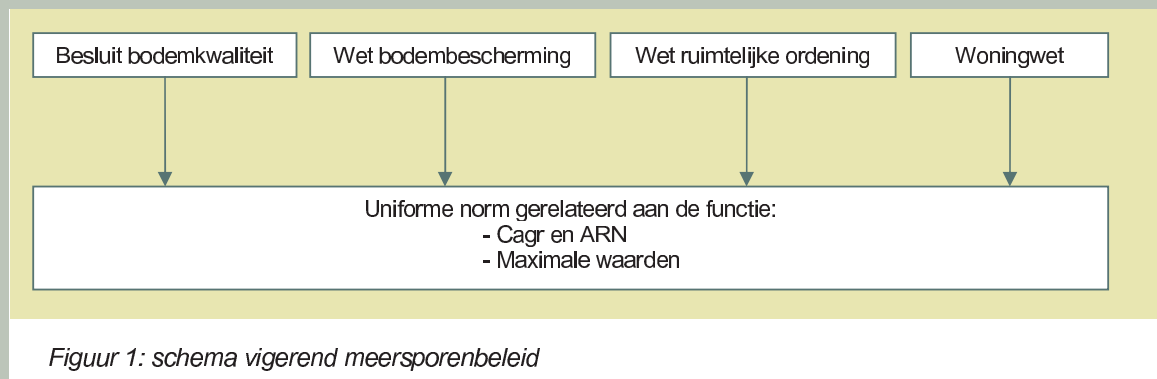 Besluit bodemkwaliteit
Wet bodembescherming
Wet ruimtelijke ordening
Woningwet
Uniforme norm gerelateerd aan de functie:
- Cagr en ARN
- Maximale waarden
Figuur 1: schema vigerend meersporenbeleid